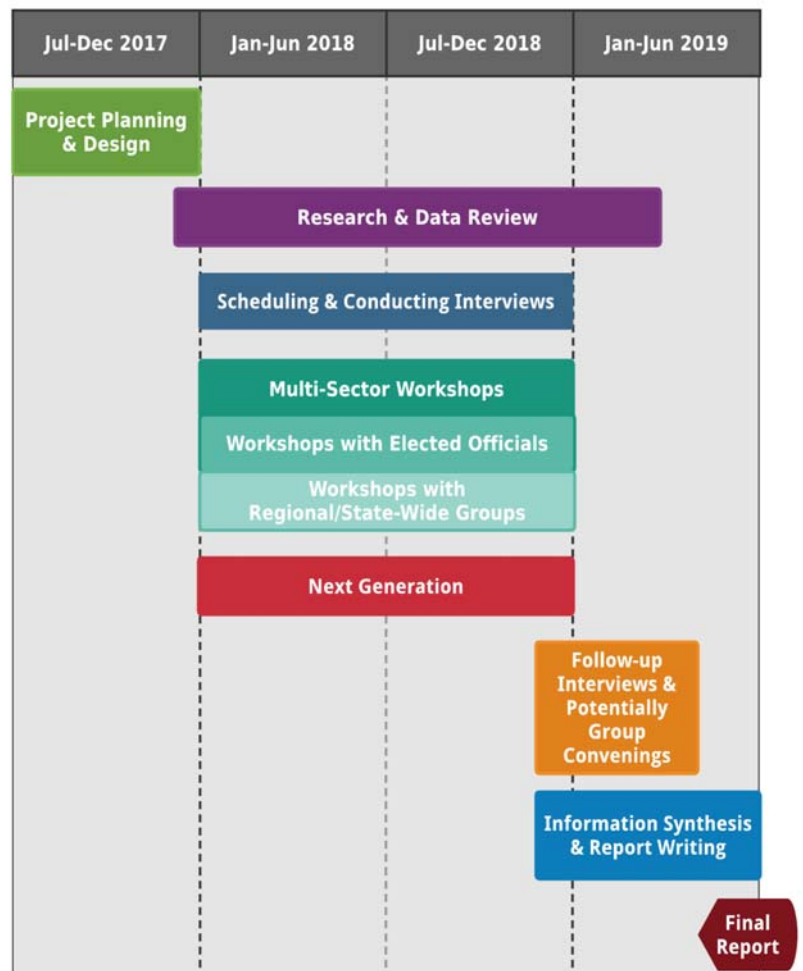 Jul-Dec 2017
Jan-Jun 2018
Jul-Dec 2018
Jan-Jun 2019
Project Planning
& Design
Research & Data Review
Scheduling & Conducting Interviews
Multi-Sector Workshops
Workshops with Elected Officials
Workshops with
Regional/State-Wide Groups
Next Generation
Follow-up
Interviews &
Potentially
Group
Convenings
Information Synthesis
& Report Writing
Final
Report